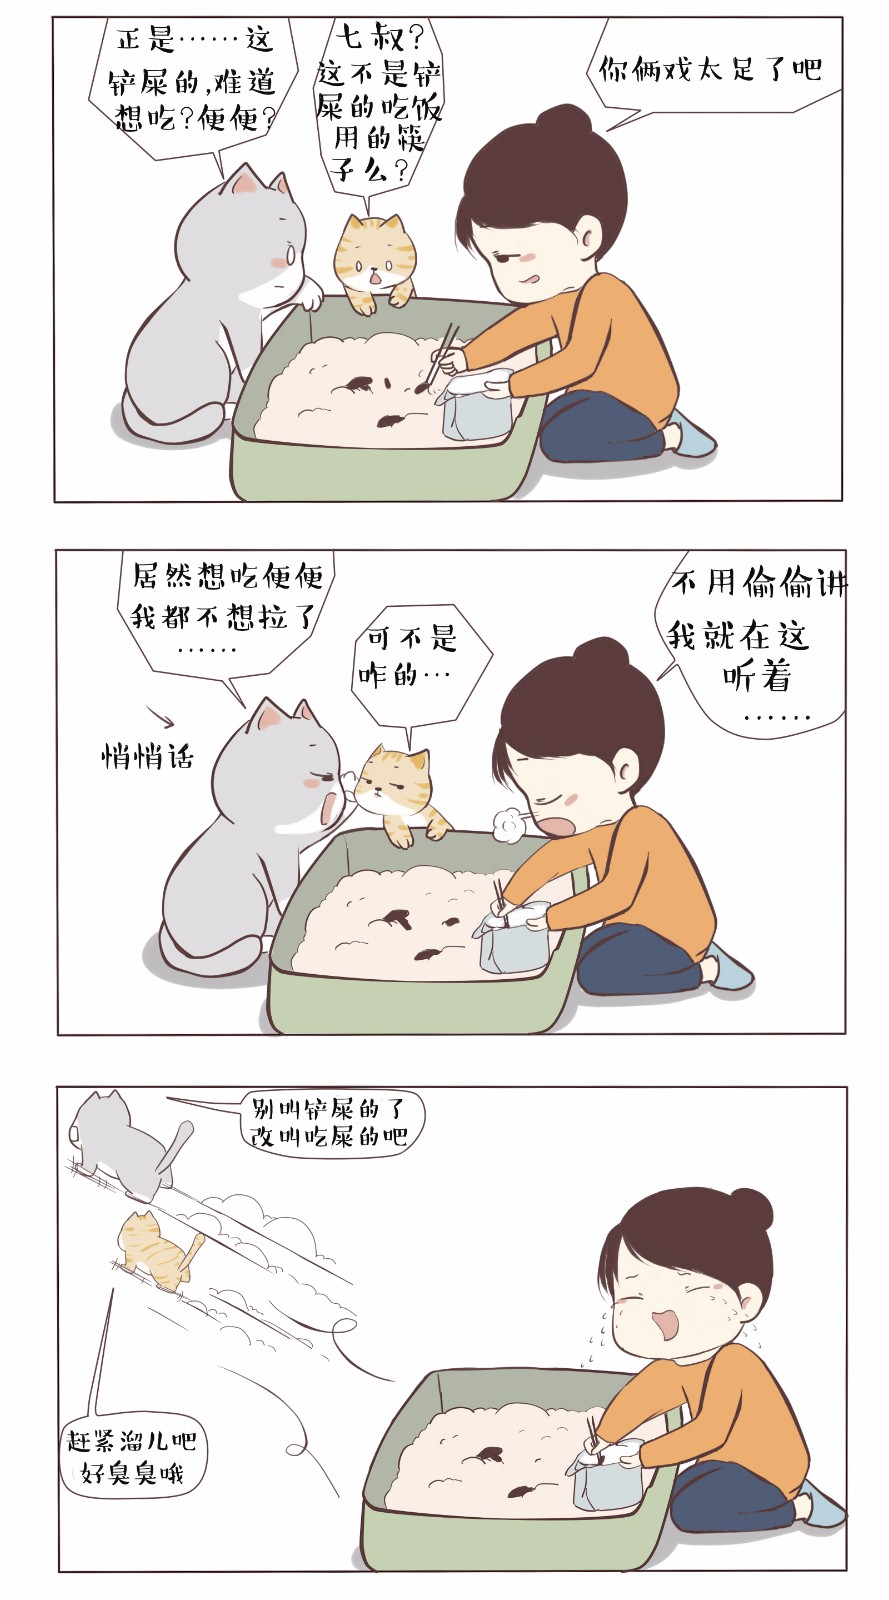 七叔?
这不是铲
屎的吃饭
用的筷
子么?
正是……这
铲屎的,难道
想吃?便便?
你俩戏太足了吧
居然想吃便便
我都不想拉了
……
可不是
咋的…
悄悄话
不用偷偷讲
我就在这
听着
……
别叫铲屎的了
改叫吃屎的吧
赶紧溜儿吧
好臭臭哦